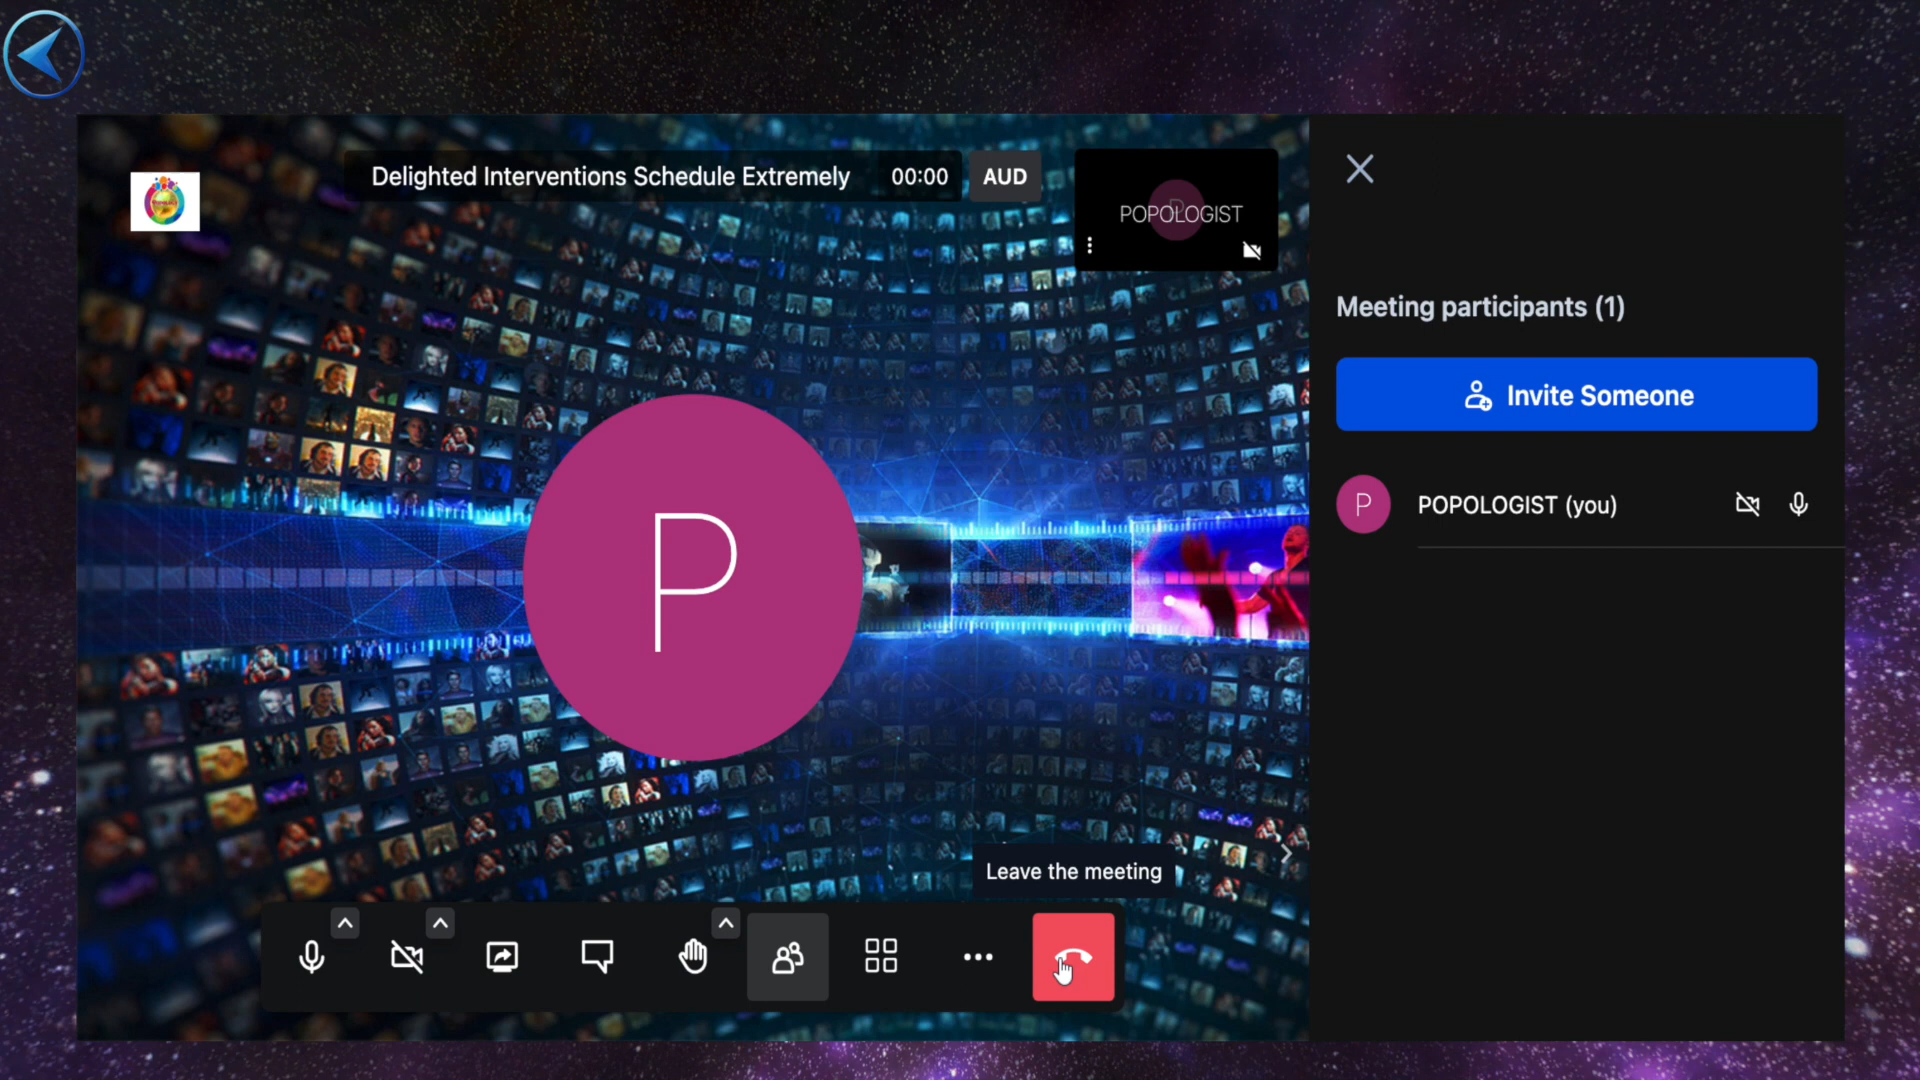 Delighted Interventions Schedule Extremely 00:00 AUD
POPOLOGIST
Meeting participants (1)
Invite Someone
P
P POPOLOGIST (you)
Leave the meeting